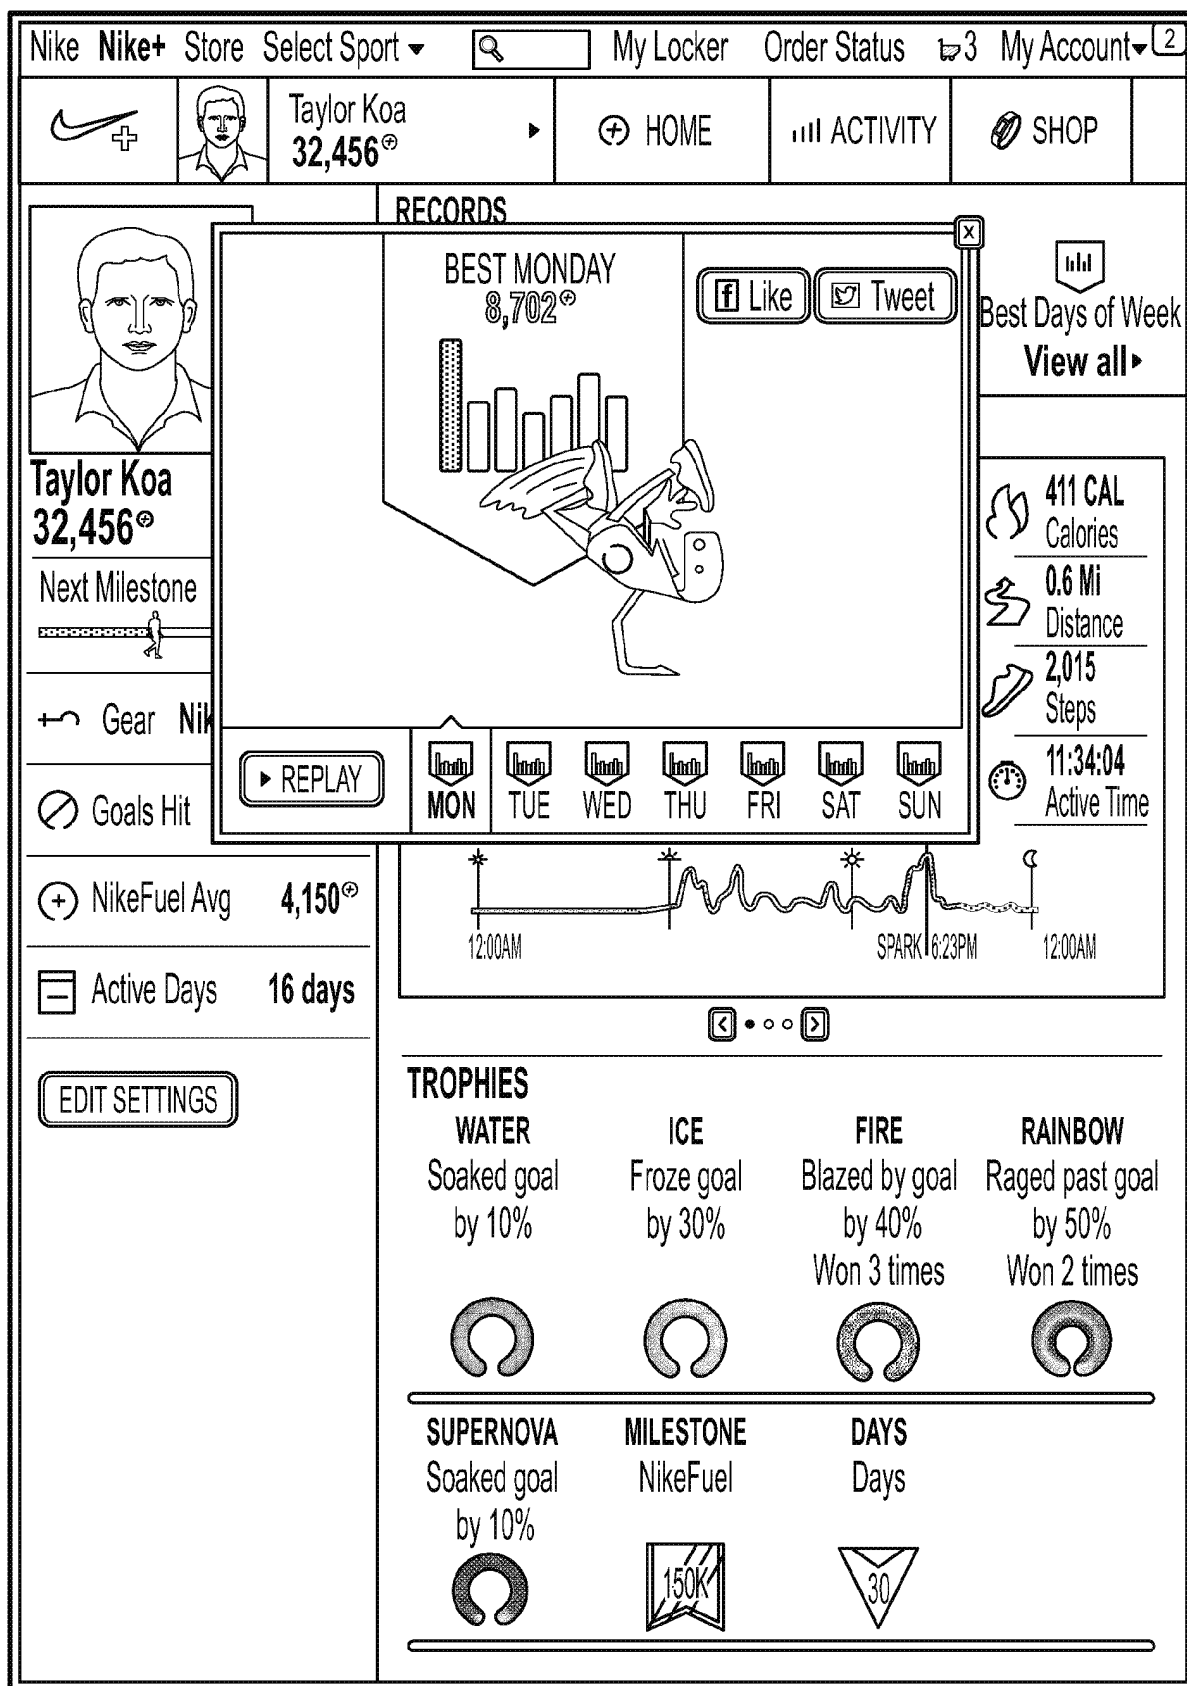 Nike Nike+ Store Select Sport My Locker Order Status 3 My Account 2
Taylor Koa
32,456
HOME
ACTIVITY
SHOP
RECORDS
X
BEST MONDAY
8,702
f Like
Tweet
Best Days of Week
View all
Taylor Koa
32,456
Next Milestone
Gear Nik
Goals Hit
NikeFuel Avg 4,150
Active Days 16 days
EDIT SETTINGS
REPLAY
MON TUE WED THU FRI SAT SUN
411 CAL
Calories
0.6 Mi
Distance
2,015
Steps
11:34:04
Active Time
12:00AM SPARK 6:23PM 12:00AM
TROPHIES
WATER
Soaked goal
by 10%
ICE
Froze goal
by 30%
FIRE
Blazed by goal
by 40%
Won 3 times
RAINBOW
Raged past goal
by 50%
Won 2 times
SUPERNOVA
Soaked goal
by 10%
MILESTONE
NikeFuel
150K
DAYS
Days
30